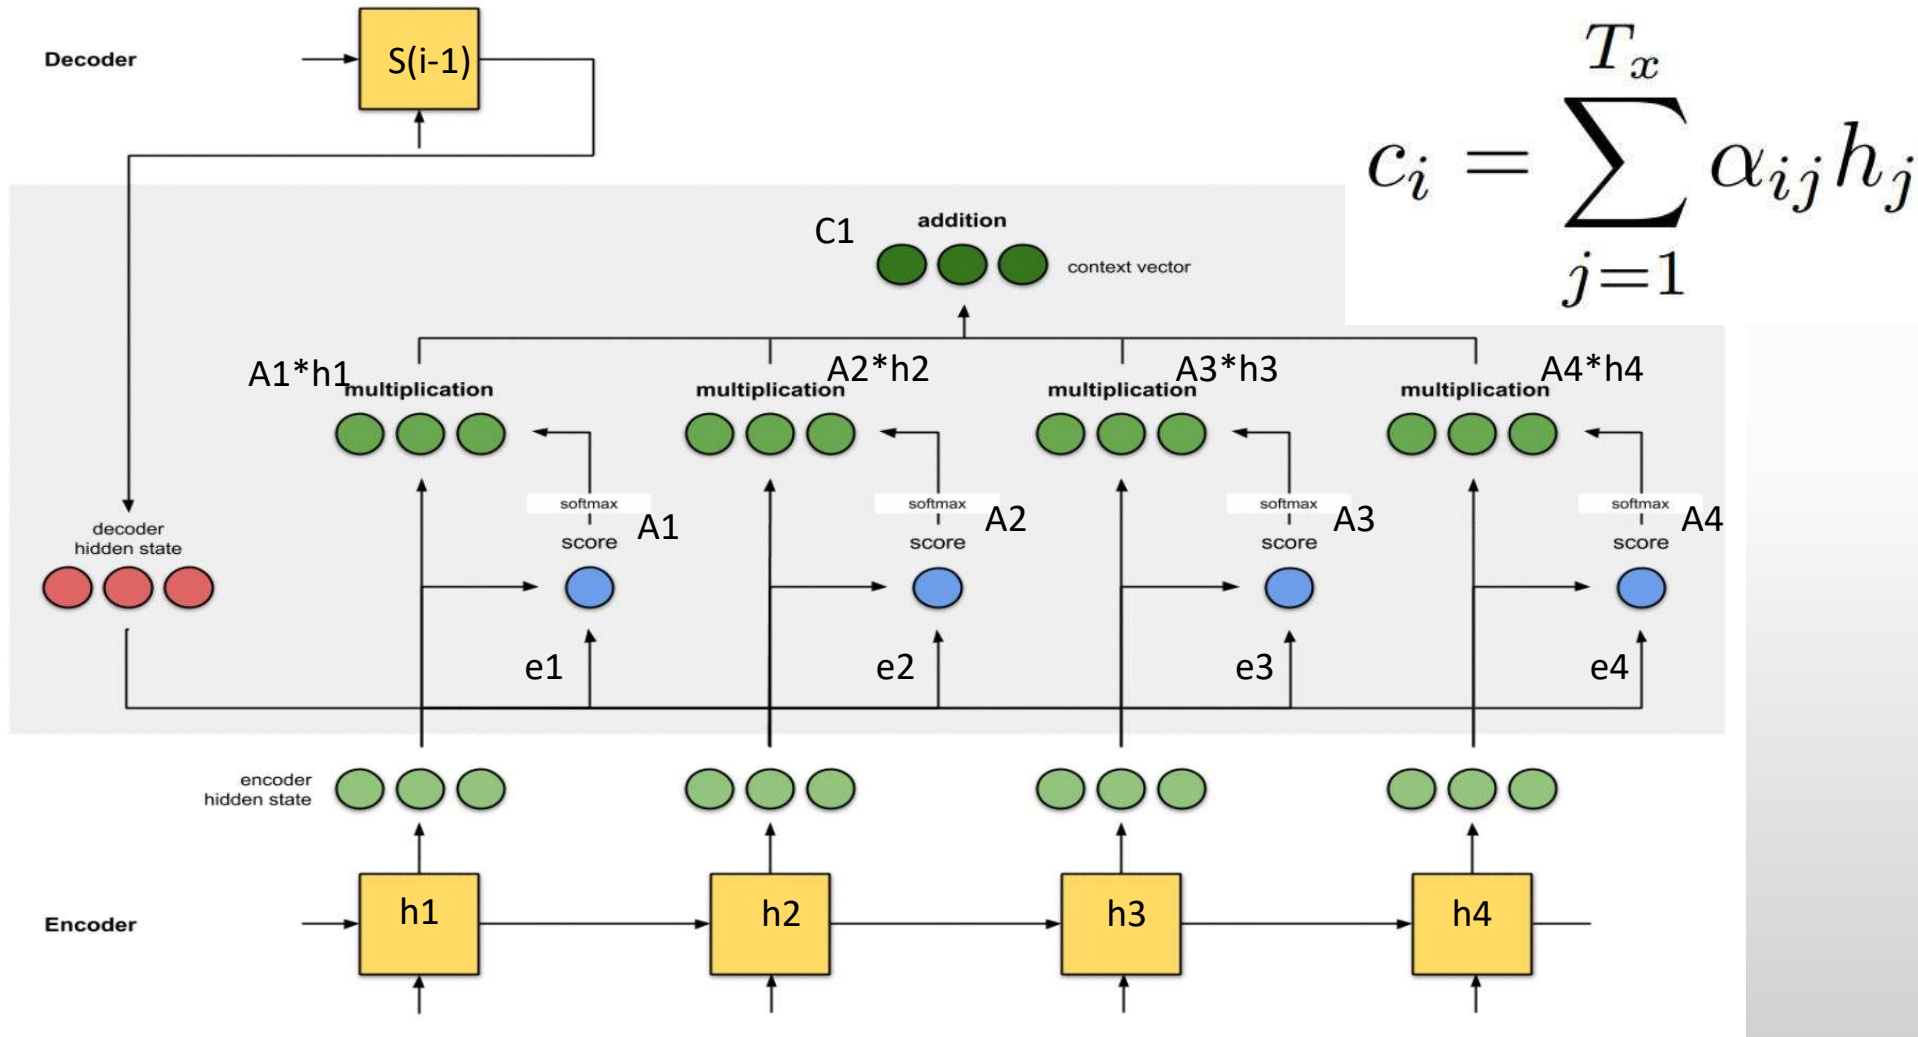 Decoder
S(i-1)
T_x
c_i = ∑ α_{ij} h_j
j=1
C1
addition
context vector
A1*h1
multiplication
A2*h2
multiplication
A3*h3
multiplication
A4*h4
multiplication
softmax
A1
score
softmax
A2
score
softmax
A3
score
softmax
A4
score
decoder
hidden state
e1
e2
e3
e4
encoder
hidden state
Encoder
h1
h2
h3
h4